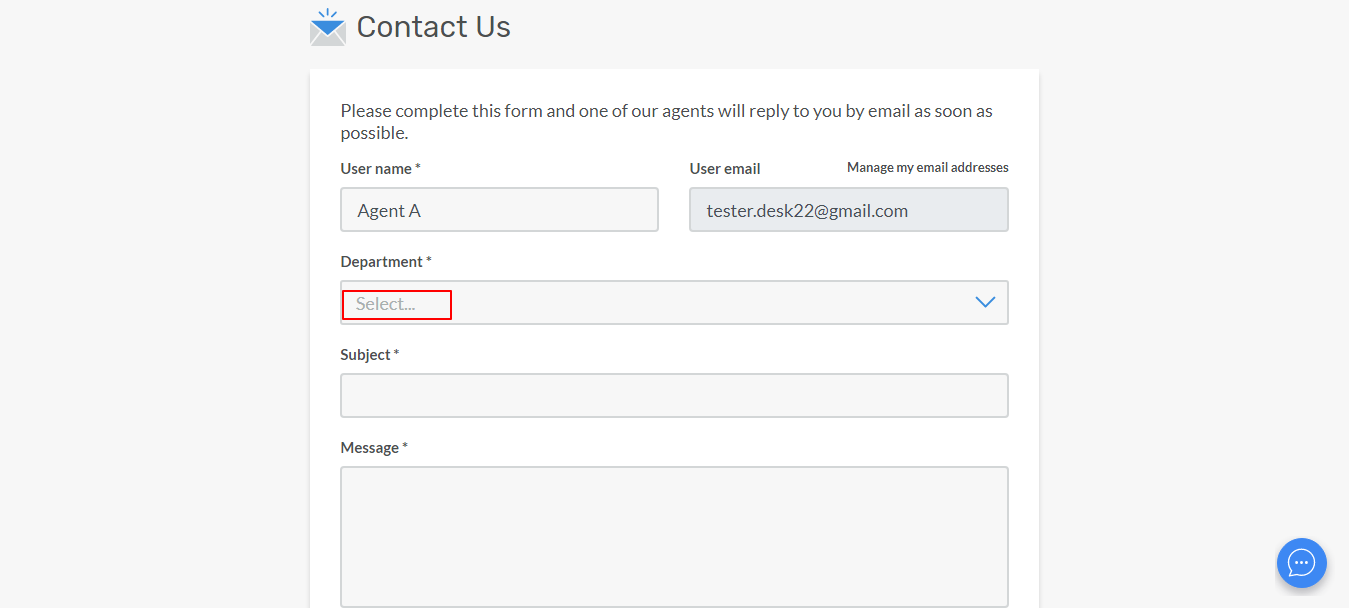 Contact Us
Please complete this form and one of our agents will reply to you by email as soon as
possible.
User name *
User email
Manage my email addresses
Agent A
tester.desk22@gmail.com
Department *
Select...
Subject *
Message *